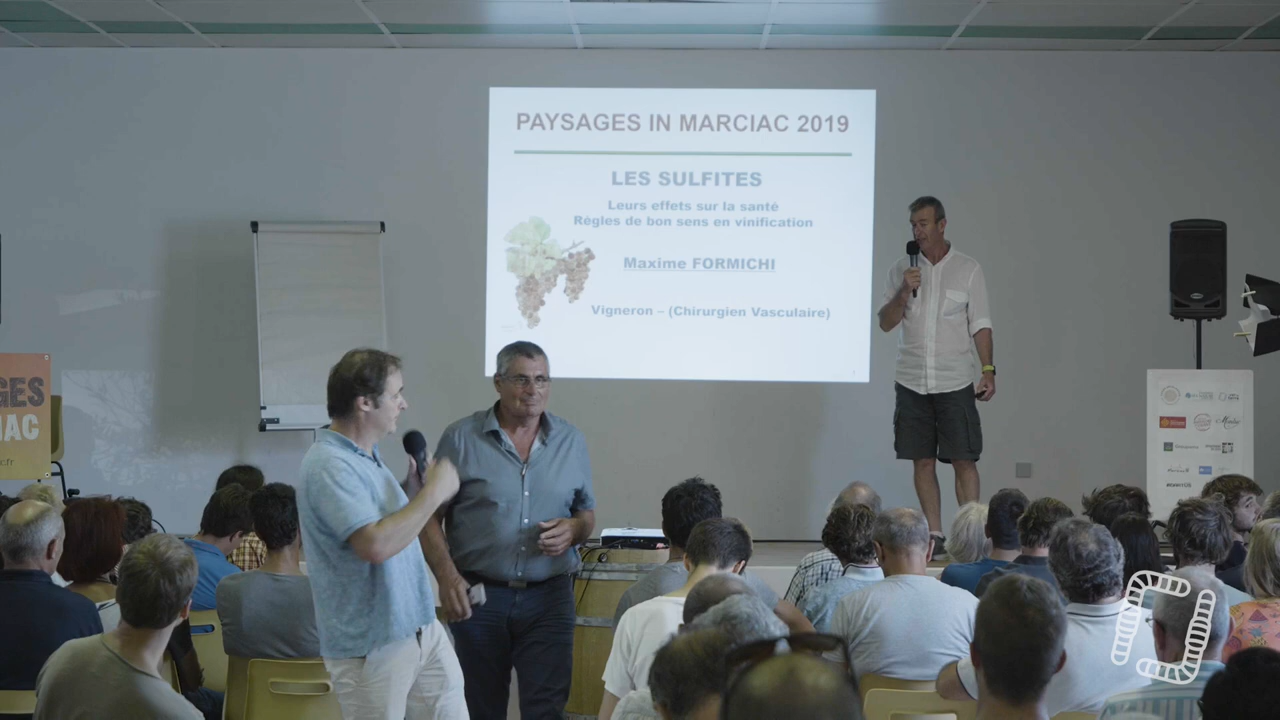 PAYSAGES IN MARCIAC 2019
LES SULFITES
Leurs effets sur la santé
Régles de bon sens en vinification
Maxime FORMICHI
Vigneron – (Chirurgien Vasculaire)
GES
IAC